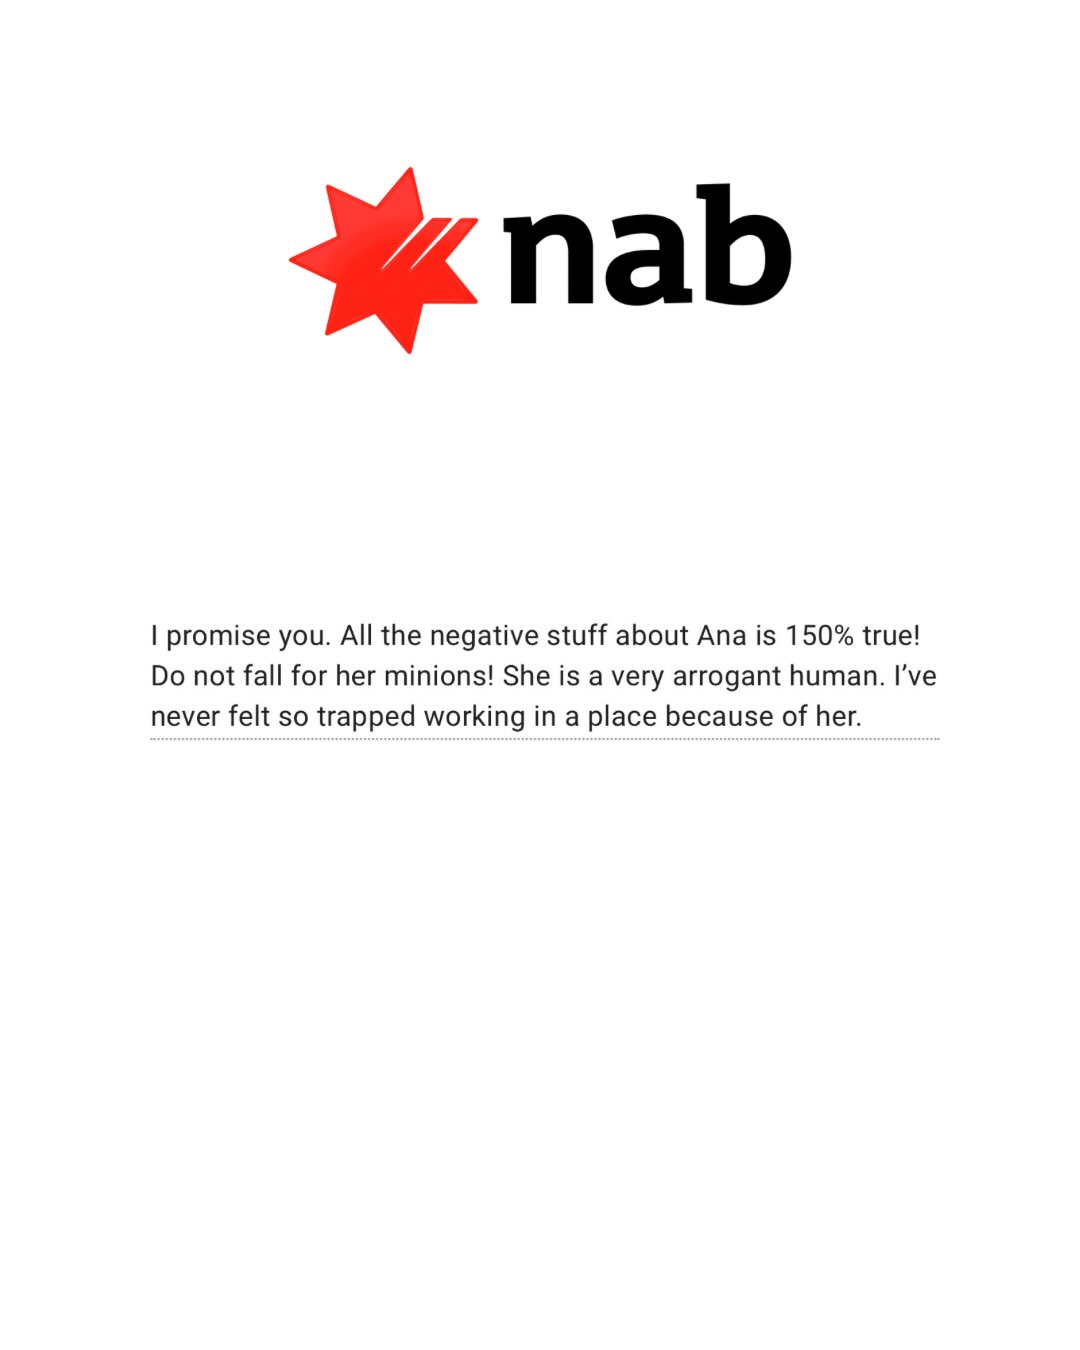 nab
I promise you. All the negative stuff about Ana is 150% true!
Do not fall for her minions! She is a very arrogant human. I’ve
never felt so trapped working in a place because of her.